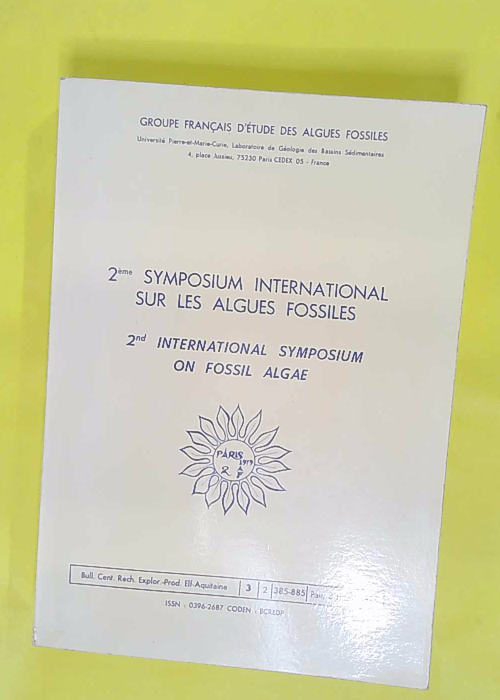 GROUPE FRANÇAIS D'ÉTUDE DES ALGUES FOSSILES
Université Pierre-et-Marie-Curie, Laboratoire de Géologie des Bassins Sédimentaires
4, place Jussieu, 75230 Paris CEDEX 05 - France
2ème SYMPOSIUM INTERNATIONAL
SUR LES ALGUES FOSSILES
2nd INTERNATIONAL SYMPOSIUM
ON FOSSIL ALGAE
PARIS
1979
Bull. Cent. Rech. Explor.-Prod. Elf-Aquitaine 3 2 385-885
ISSN : 0396-2687 CODEN : BCREDP